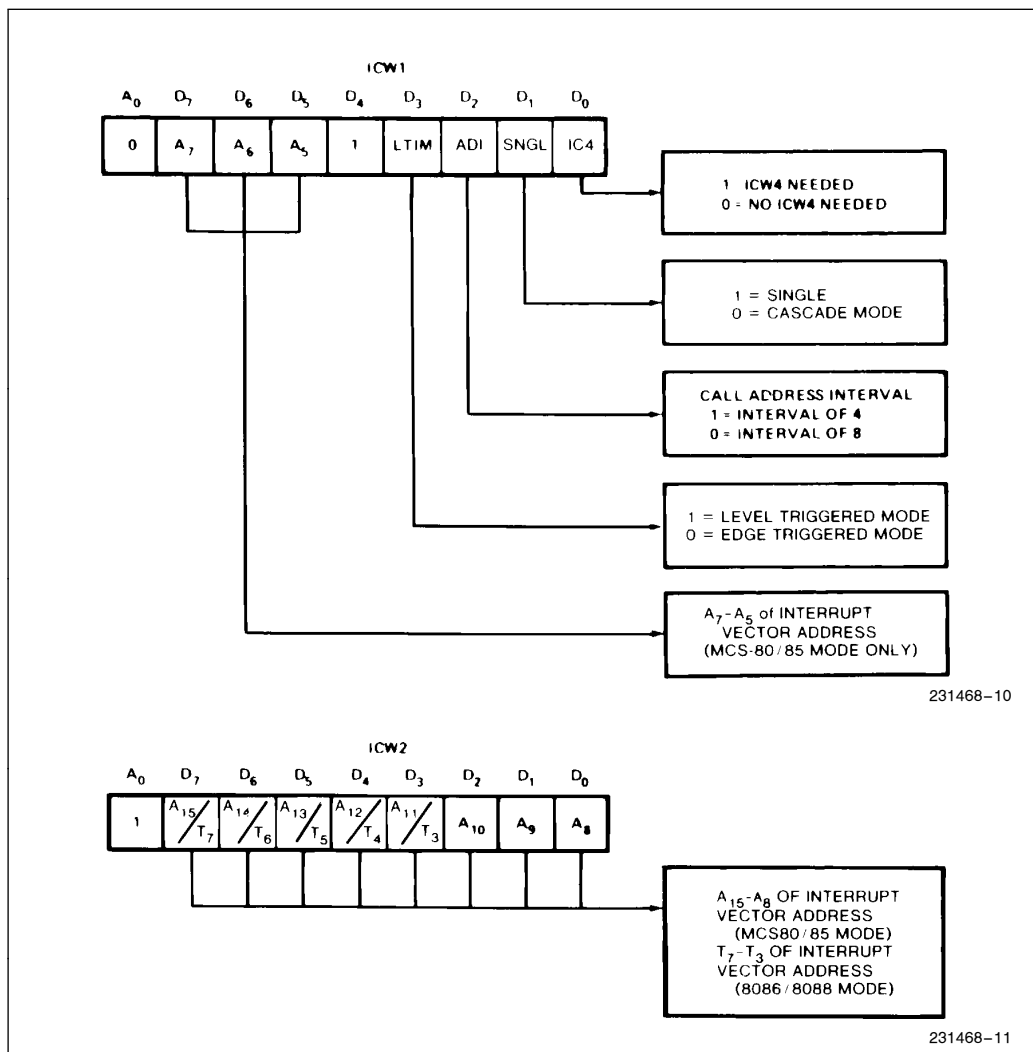 ICW1
A0 D7 D6 D5 D4 D3 D2 D1 D0
0 A7 A6 A5 1 LTIM ADI SNGL IC4
1 ICW4 NEEDED
0 = NO ICW4 NEEDED
1 = SINGLE
0 = CASCADE MODE
CALL ADDRESS INTERVAL
1 = INTERVAL OF 4
0 = INTERVAL OF 8
1 = LEVEL TRIGGERED MODE
0 = EDGE TRIGGERED MODE
A7-A5 of INTERRUPT
VECTOR ADDRESS
(MCS-80/85 MODE ONLY)
231468–10
ICW2
A0 D7 D6 D5 D4 D3 D2 D1 D0
1 A15/T7 A14/T6 A13/T5 A12/T4 A11/T3 A10 A9 A8
A15-A8 OF INTERRUPT
VECTOR ADDRESS
(MCS80/85 MODE)
T7-T3 OF INTERRUPT
VECTOR ADDRESS
(8086/8088 MODE)
231468–11